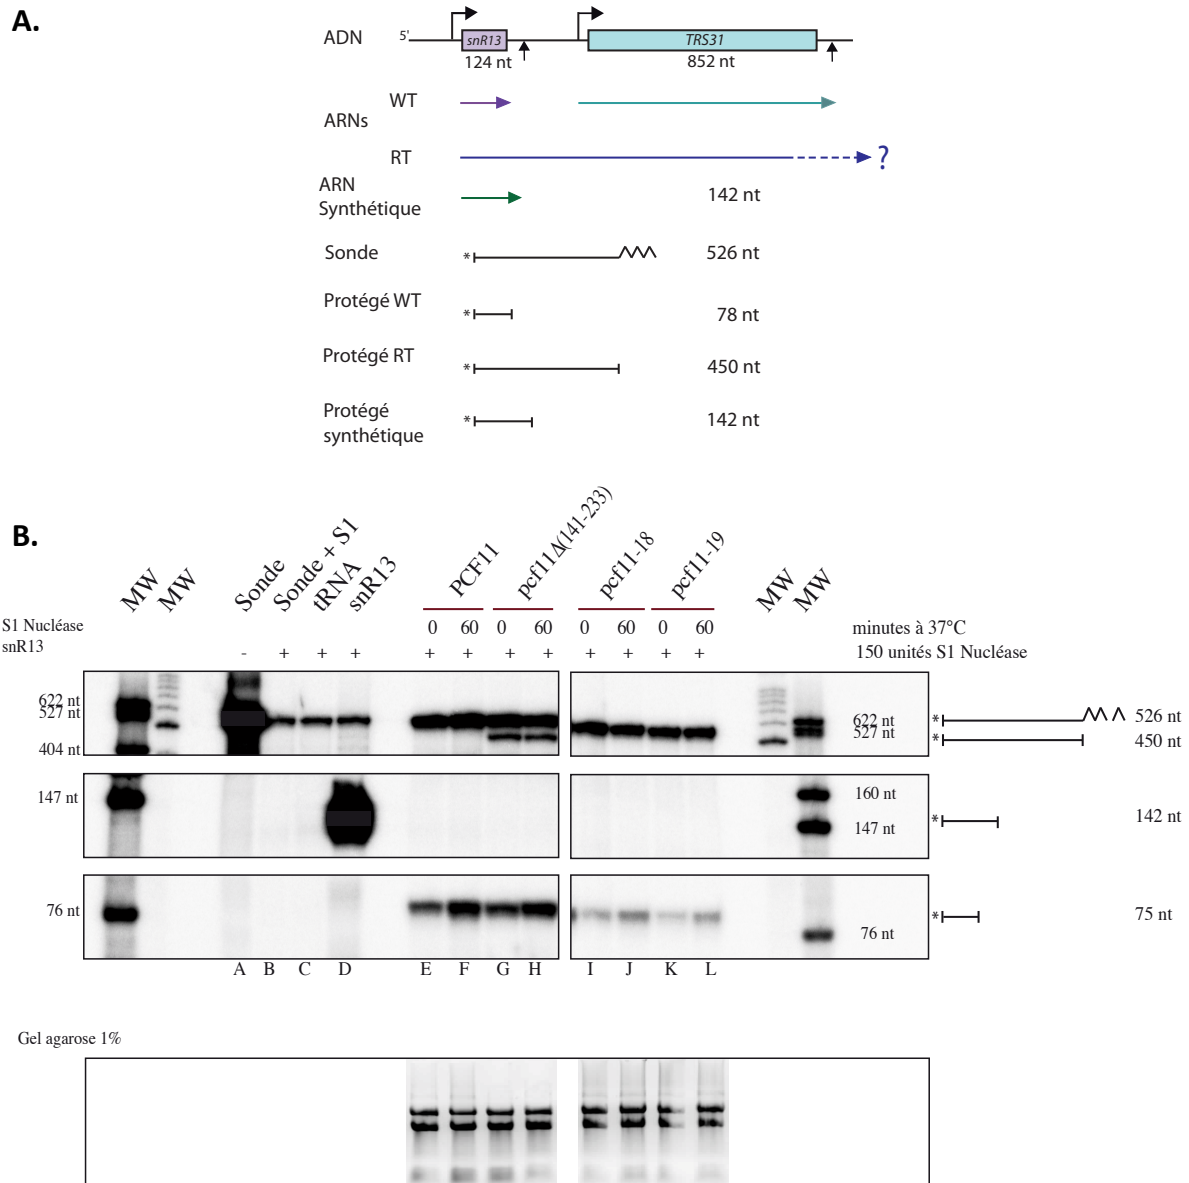 A.
ADN 5' snR13 TRS31
124 nt 852 nt
WT
ARNs
RT ?
ARN
Synthétique 142 nt
Sonde * 526 nt
Protégé WT * 78 nt
Protégé RT * 450 nt
Protégé
synthétique * 142 nt
B.
MW MW Sonde Sonde + S1 tRNA snR13 PCF11 pcf11Δ(141-233) pcf11-18 pcf11-19 MW MW
S1 Nucléase 0 60 0 60 0 60 0 60 minutes à 37°C
snR13 - + + + + + + + + + + + 150 unités S1 Nucléase
622 nt 622 nt * 526 nt
527 nt 527 nt * 450 nt
404 nt
147 nt 160 nt
147 nt * 142 nt
76 nt * 75 nt
76 nt
A B C D E F G H I J K L
Gel agarose 1%